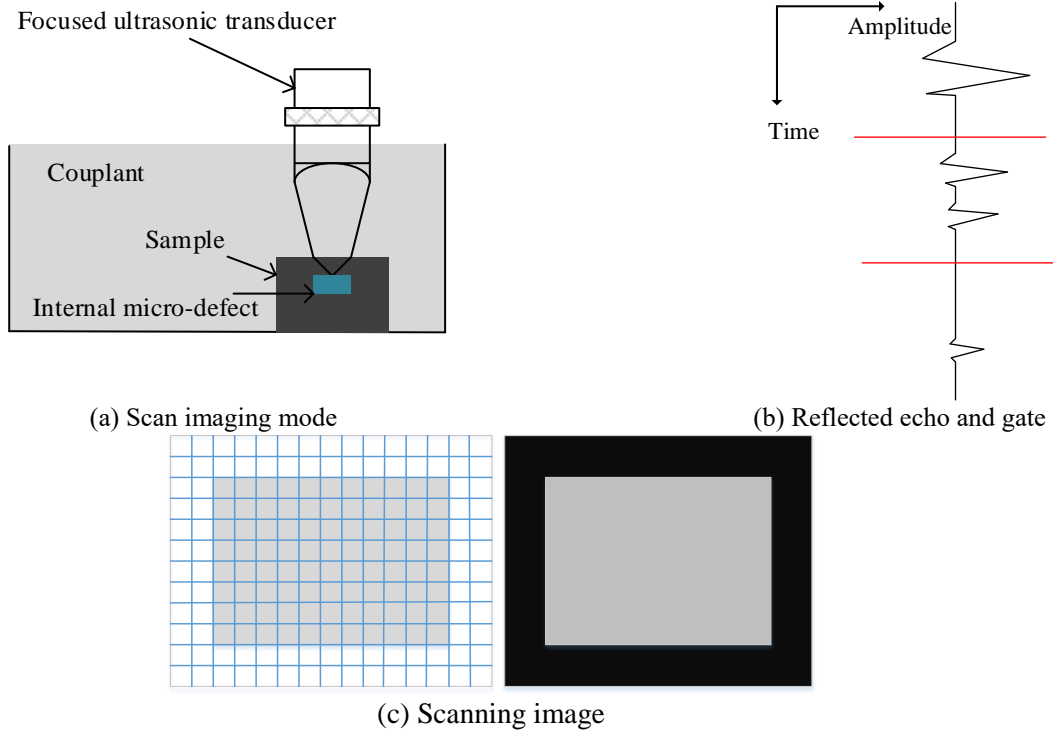 Focused ultrasonic transducer
Couplant
Sample
Internal micro-defect
(a) Scan imaging mode
Amplitude
Time
(b) Reflected echo and gate
(c) Scanning image